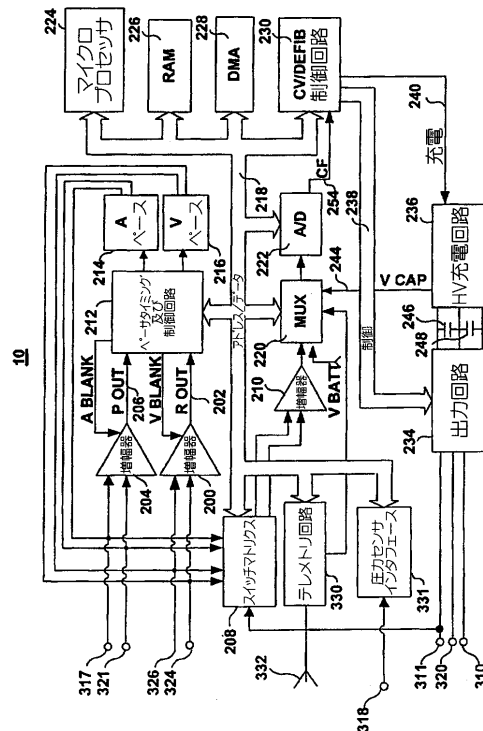 10
224
マイクロ
プロセッサ
226
RAM
228
DMA
230
CV/DEFIB
制御回路
240
充電
236
HV充電回路
246
248
出力回路
234
214
A
ペース
V
ペース
216
212
ペーサタイミング
及び
制御回路
A BLANK
P OUT
206
V BLANK
R OUT
202
増幅器
204
増幅器
200
218
アドレス/データ
CF
254
238
A/D
222
244
V CAP
制御
MUX
220
210
増幅器
V BATT
スイッチマトリクス
208
テレメトリ回路
330
圧力センサ
インタフェース
331
332
317
321
326
324
318
311
320
310